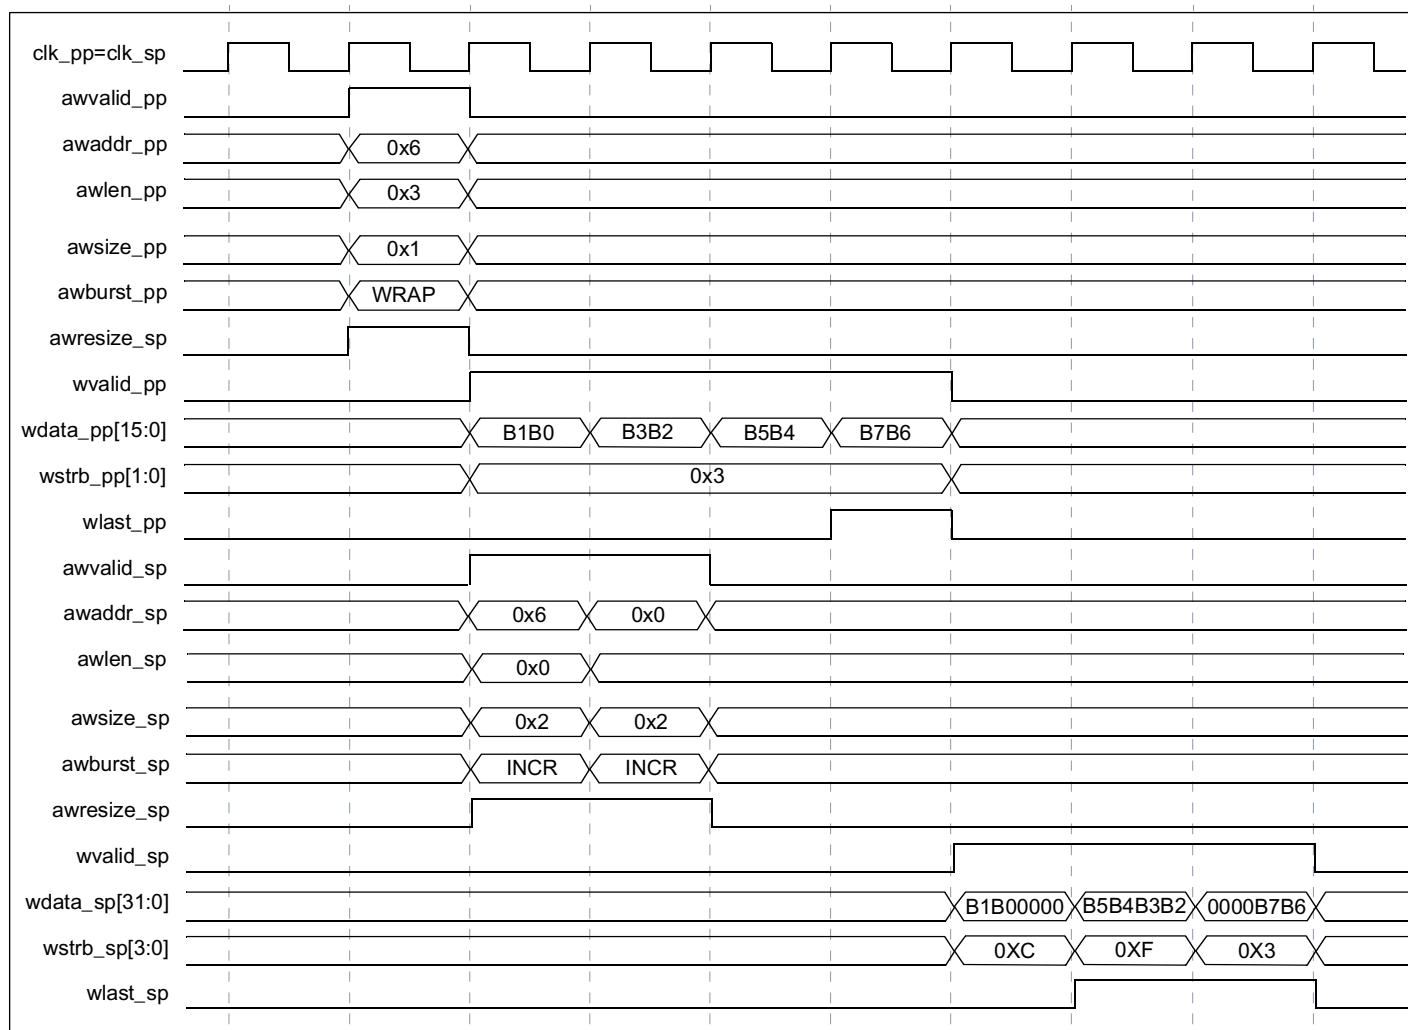 clk_pp=clk_sp
awvalid_pp
awaddr_pp 0x6
awlen_pp 0x3
awsize_pp 0x1
awburst_pp WRAP
awresize_sp
wvalid_pp
wdata_pp[15:0] B1B0 B3B2 B5B4 B7B6
wstrb_pp[1:0] 0x3
wlast_pp
awvalid_sp
awaddr_sp 0x6 0x0
awlen_sp 0x0
awsize_sp 0x2 0x2
awburst_sp INCR INCR
awresize_sp
wvalid_sp
wdata_sp[31:0] B1B00000 B5B4B3B2 0000B7B6
wstrb_sp[3:0] 0XC 0XF 0X3
wlast_sp